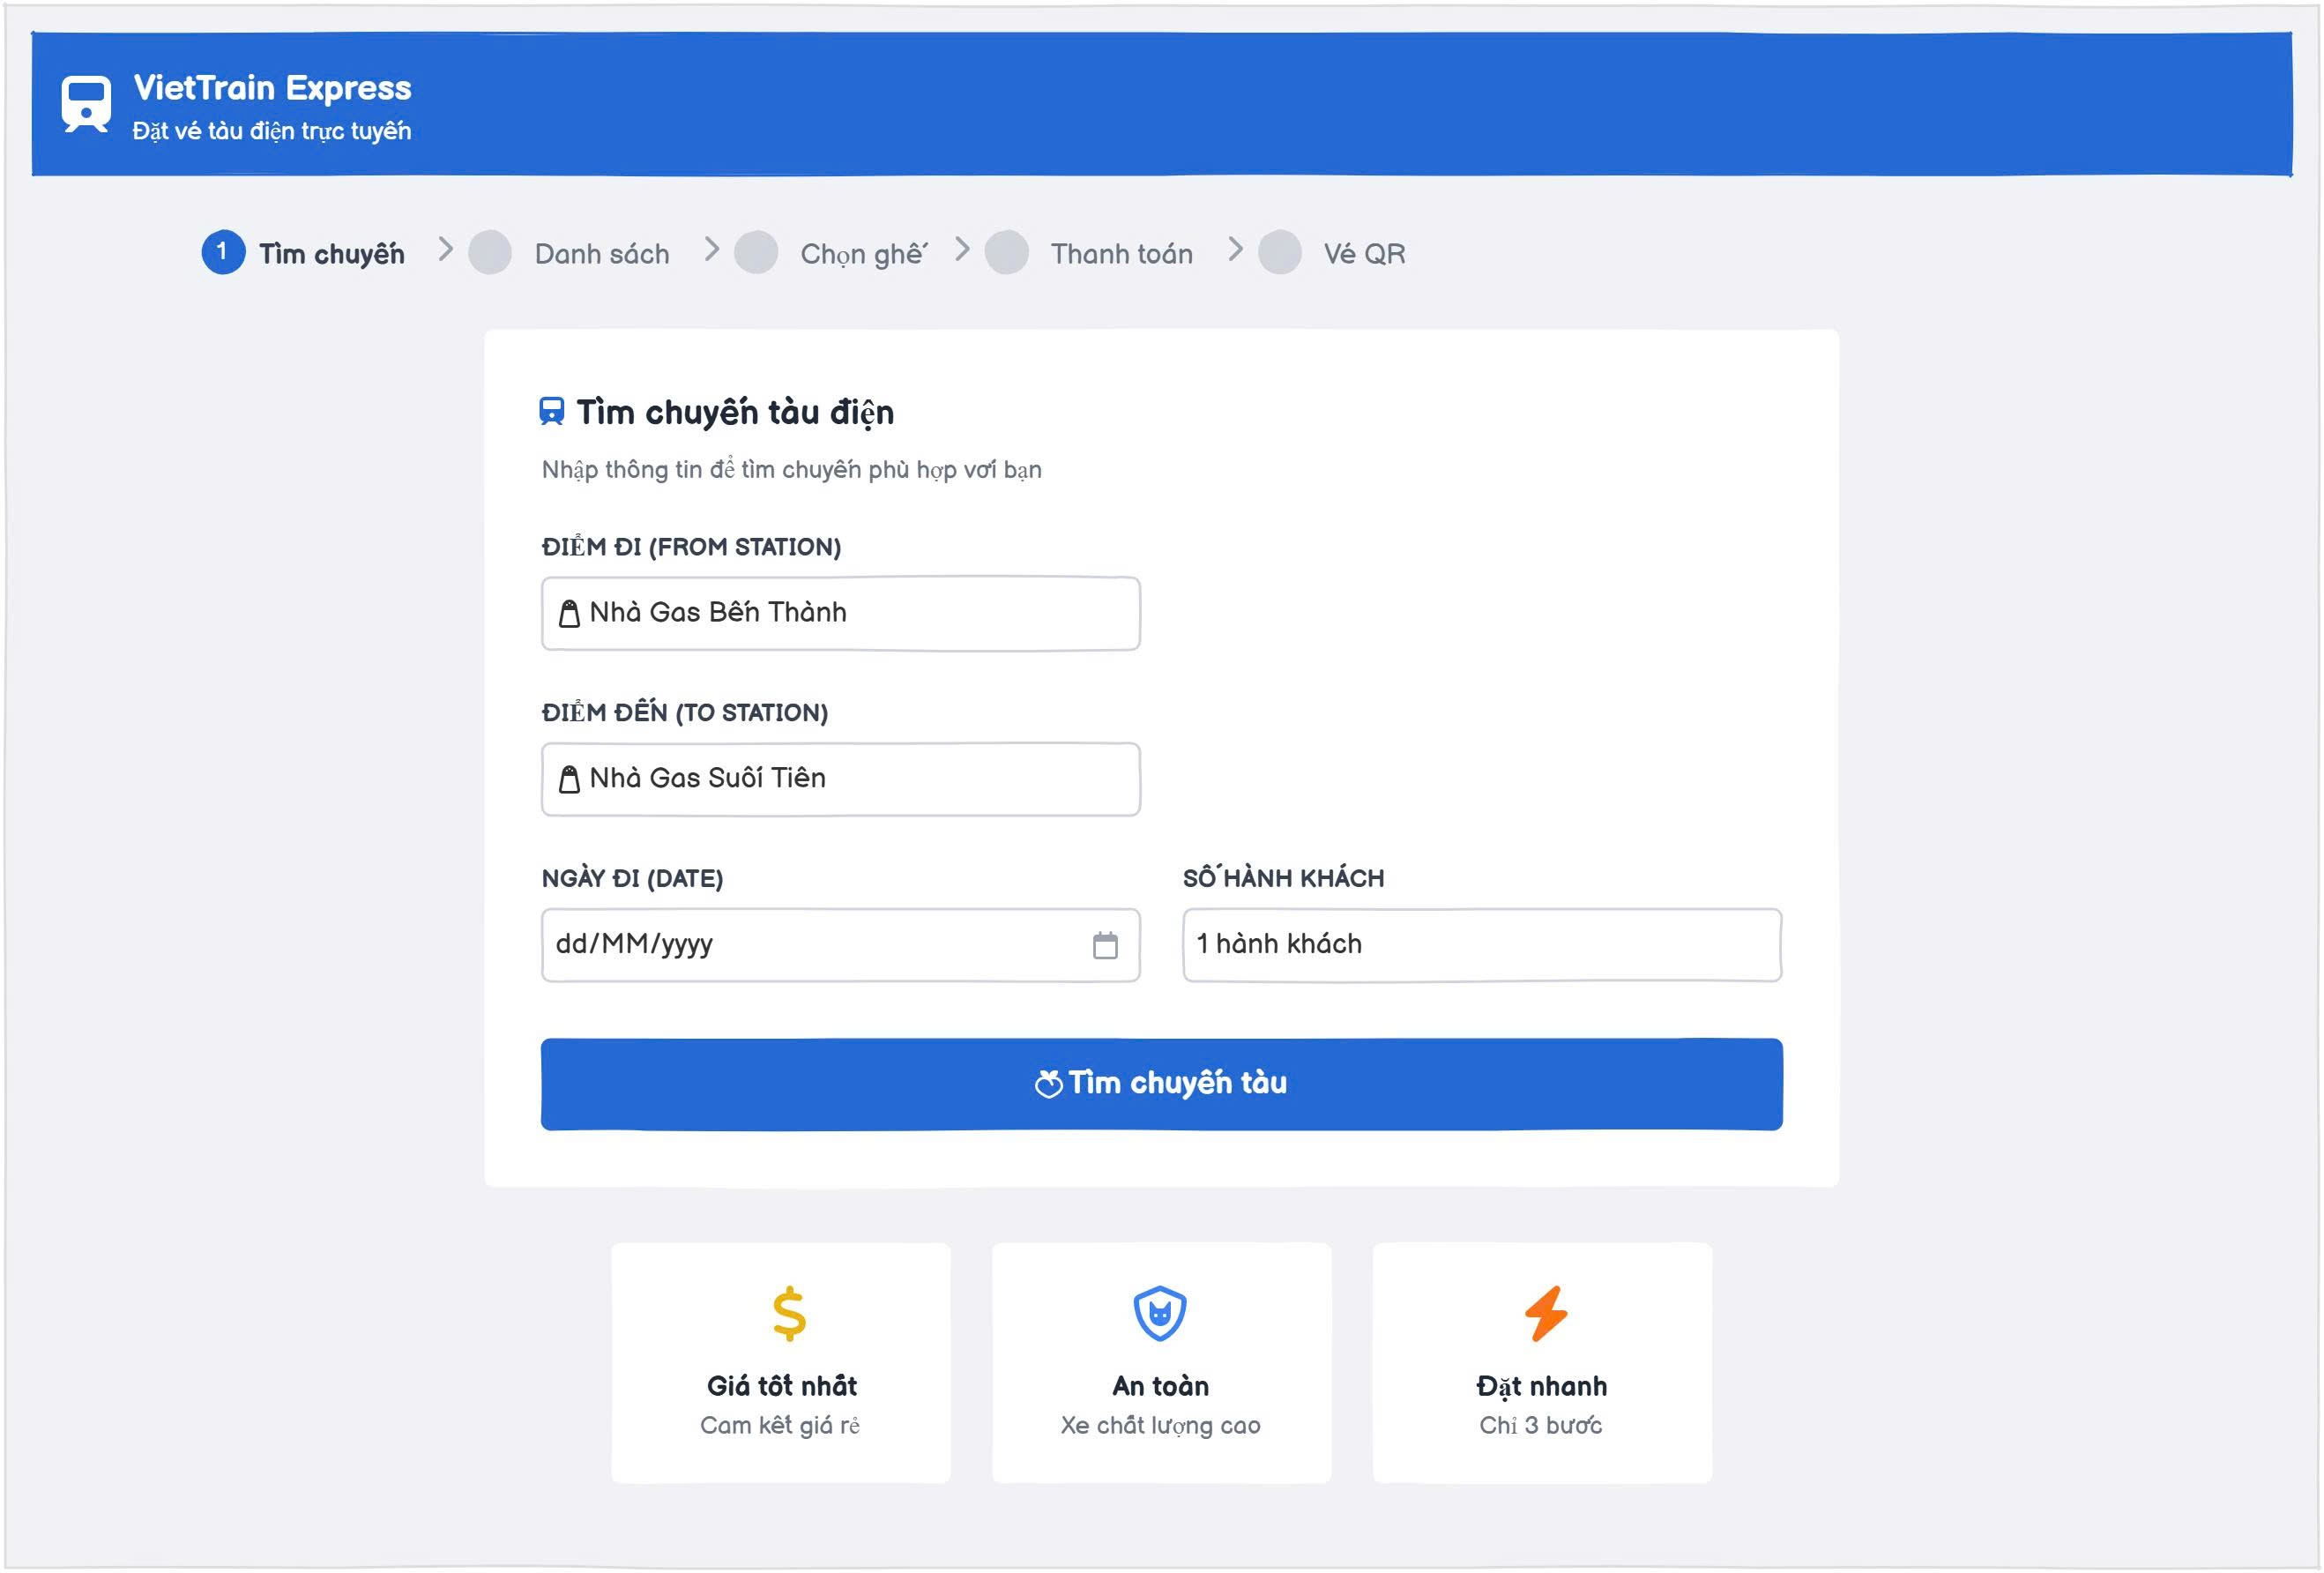 VietTrain Express
Đặt vé tàu điện trực tuyến
1 Tìm chuyến Danh sách Chọn ghế Thanh toán Vé QR
Tìm chuyến tàu điện
Nhập thông tin để tìm chuyến phù hợp với bạn
ĐIỂM ĐI (FROM STATION)
Nhà Gas Bến Thành
ĐIỂM ĐẾN (TO STATION)
Nhà Gas Suối Tiên
NGÀY ĐI (DATE) SỐ HÀNH KHÁCH
dd/MM/yyyy 1 hành khách
Tìm chuyến tàu
$
Giá tốt nhất An toàn Đặt nhanh
Cam kết giá rẻ Xe chất lượng cao Chỉ 3 bước